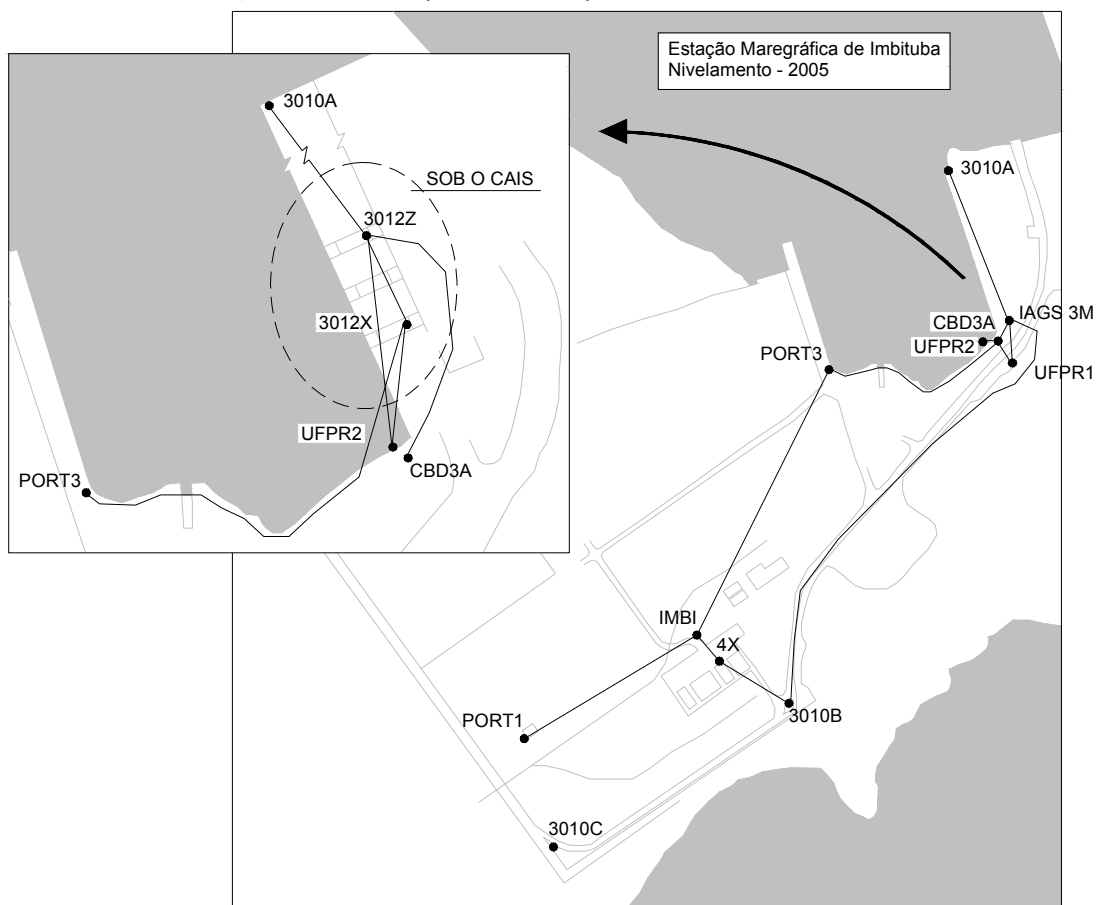 Estação Maregráfica de Imbituba
Nivelamento - 2005
3010A
SOB O CAIS
3012Z
3012X
UFPR2
CBD3A
PORT3
3010A
IAGS 3M
CBD3A
UFPR2
UFPR1
PORT3
IMBI
4X
3010B
PORT1
3010C